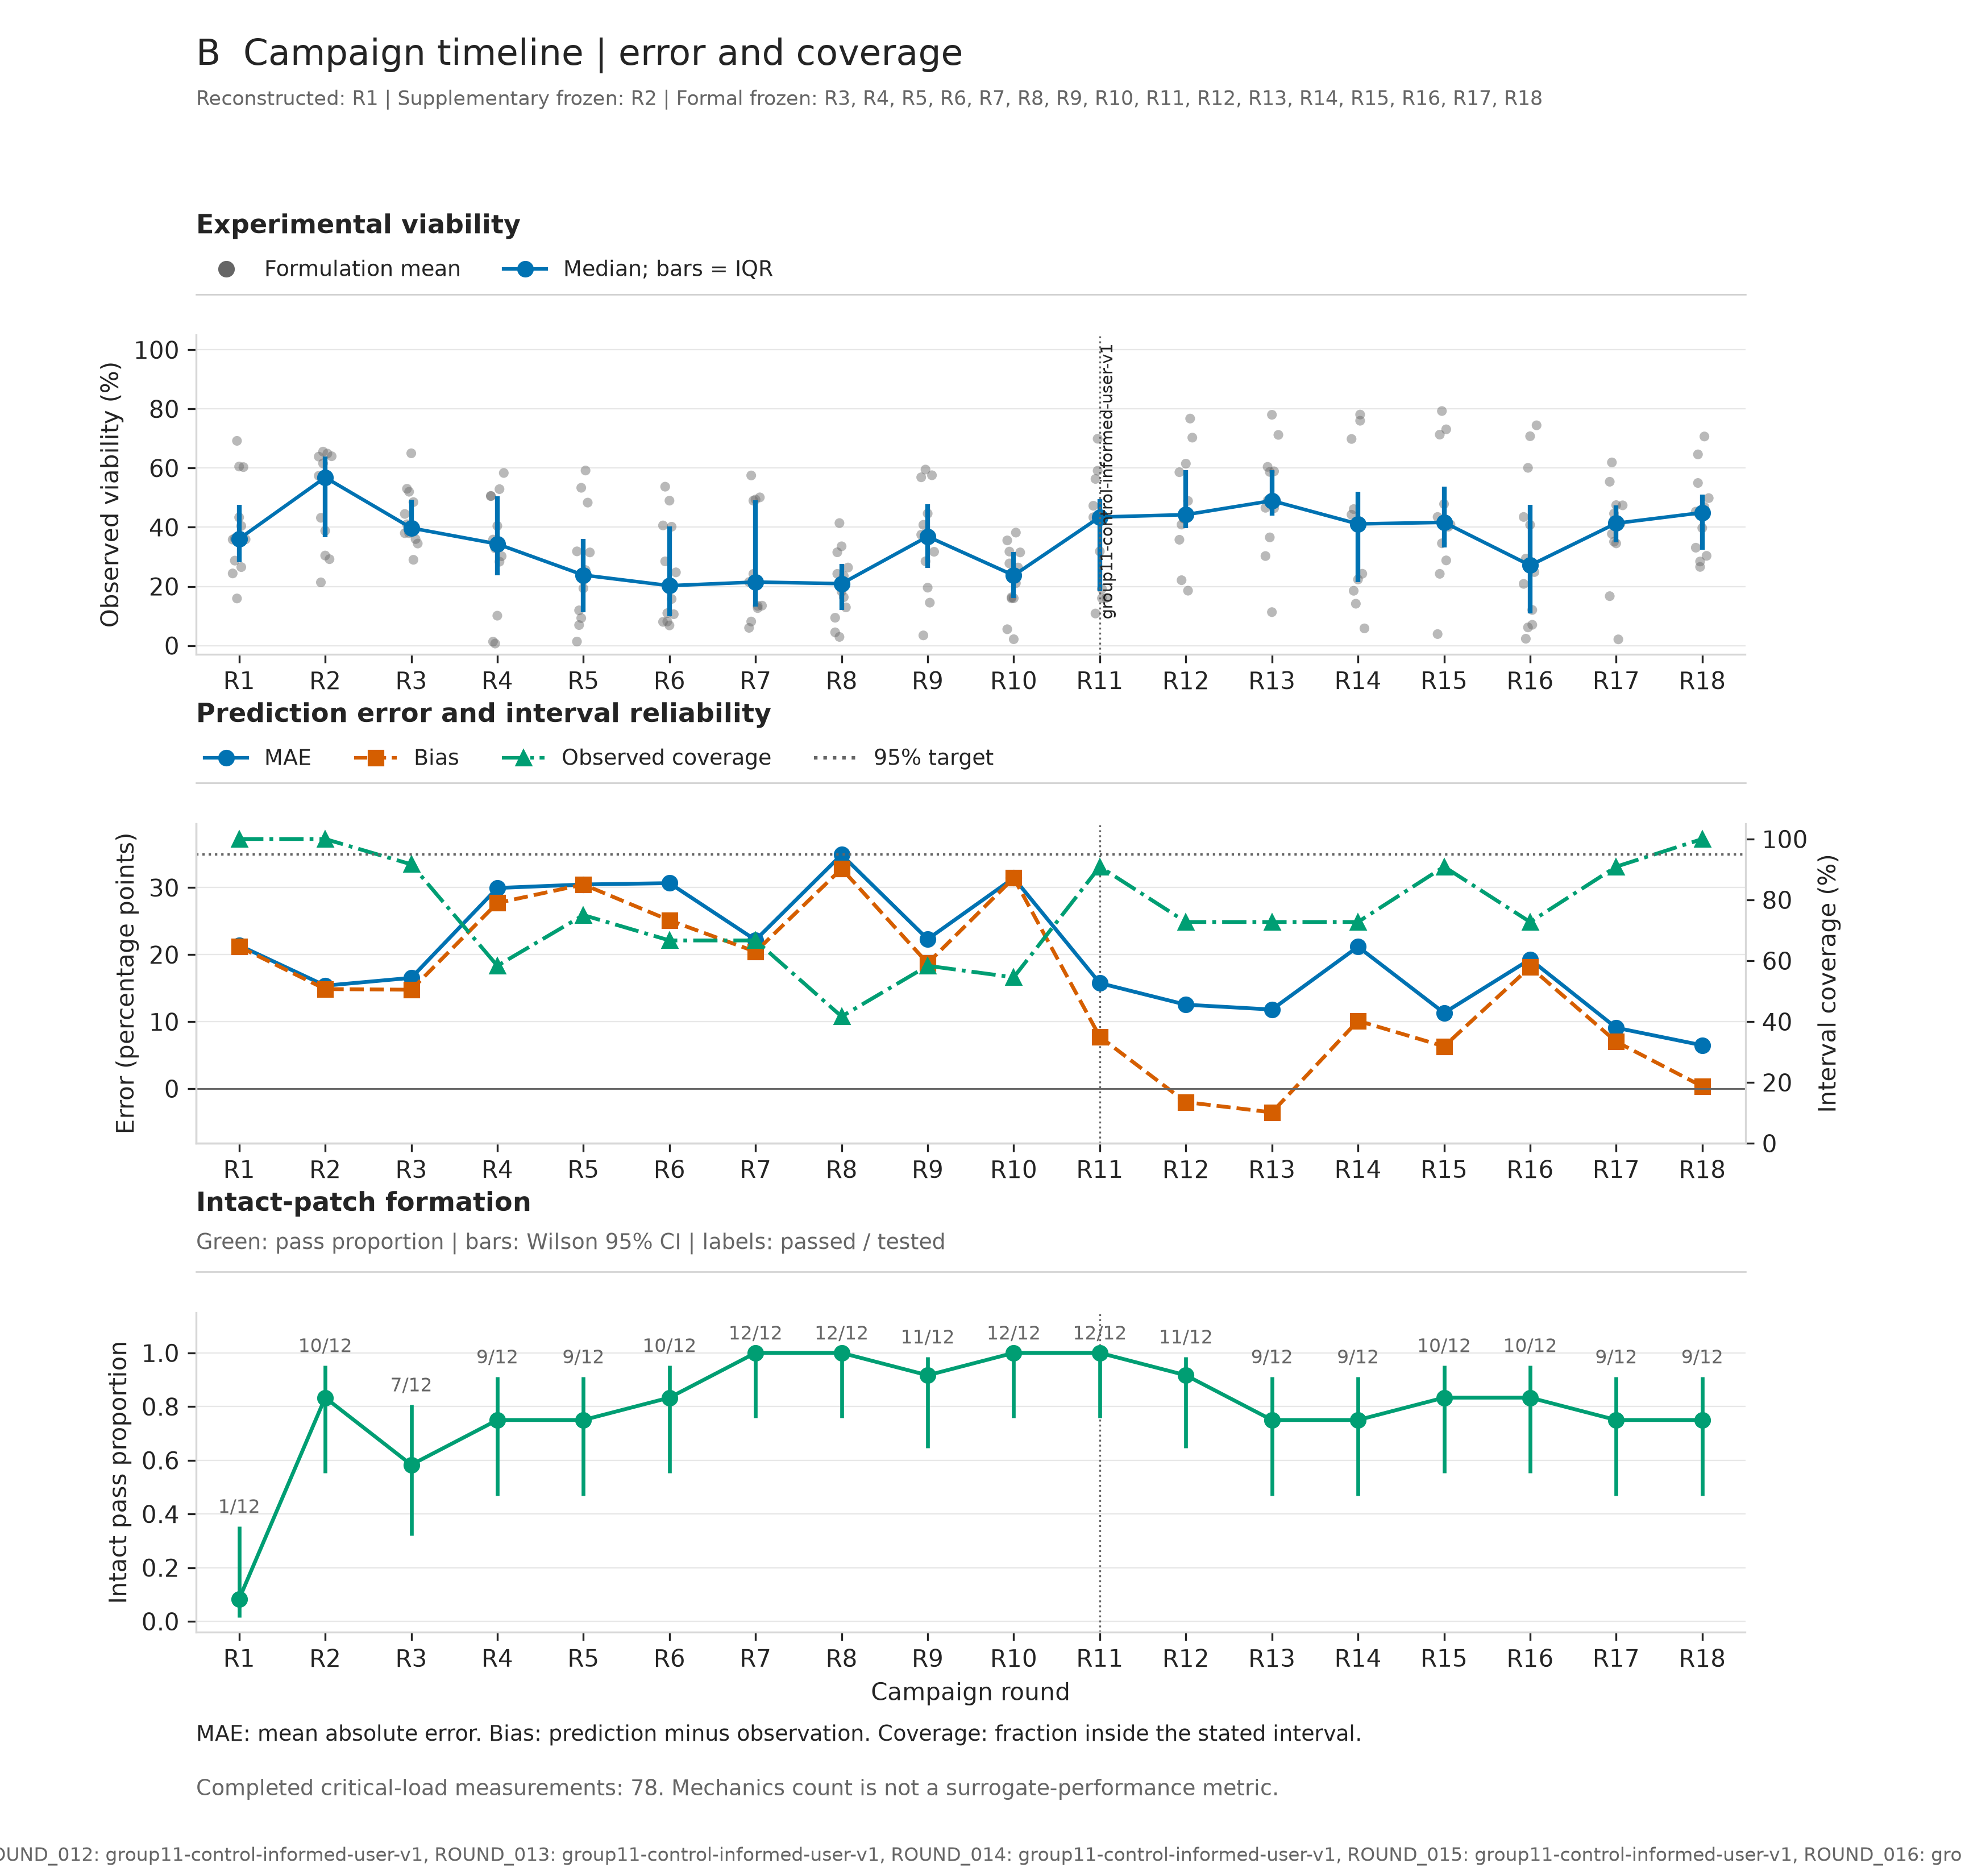 B Campaign timeline | error and coverage
Reconstructed: R1 | Supplementary frozen: R2 | Formal frozen: R3, R4, R5, R6, R7, R8, R9, R10, R11, R12, R13, R14, R15, R16, R17, R18
Experimental viability
Formulation mean
Median; bars = IQR
Observed viability (%)
100
80
60
40
20
0
group11-control-informed-user-v1
R1 R2 R3 R4 R5 R6 R7 R8 R9 R10 R11 R12 R13 R14 R15 R16 R17 R18
Prediction error and interval reliability
MAE
Bias
Observed coverage
95% target
Error (percentage points)
30
20
10
0
100
80
60
40
20
0
Interval coverage (%)
R1 R2 R3 R4 R5 R6 R7 R8 R9 R10 R11 R12 R13 R14 R15 R16 R17 R18
Intact-patch formation
Green: pass proportion | bars: Wilson 95% CI | labels: passed / tested
Intact pass proportion
1.0
0.8
0.6
0.4
0.2
0.0
1/12 10/12 7/12 9/12 9/12 10/12 12/12 12/12 11/12 12/12 12/12 11/12 9/12 9/12 10/12 10/12 9/12 9/12
R1 R2 R3 R4 R5 R6 R7 R8 R9 R10 R11 R12 R13 R14 R15 R16 R17 R18
Campaign round
MAE: mean absolute error. Bias: prediction minus observation. Coverage: fraction inside the stated interval.
Completed critical-load measurements: 78. Mechanics count is not a surrogate-performance metric.
OUND_012: group11-control-informed-user-v1, ROUND_013: group11-control-informed-user-v1, ROUND_014: group11-control-informed-user-v1, ROUND_015: group11-control-informed-user-v1, ROUND_016: gro